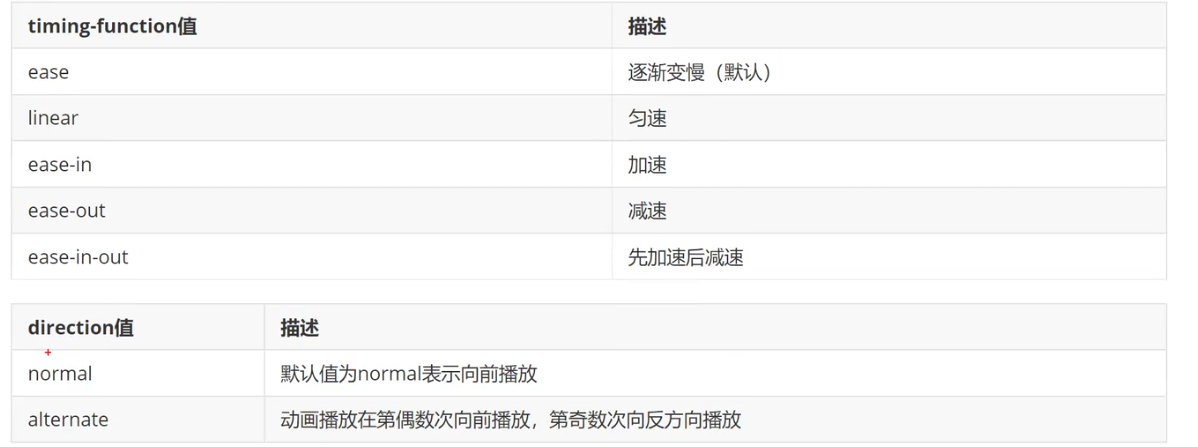 timing-function值 描述
ease 逐渐变慢（默认）
linear 匀速
ease-in 加速
ease-out 减速
ease-in-out 先加速后减速
direction值 描述
normal 默认值为normal表示向前播放
alternate 动画播放在第偶数次向前播放，第奇数次向反方向播放